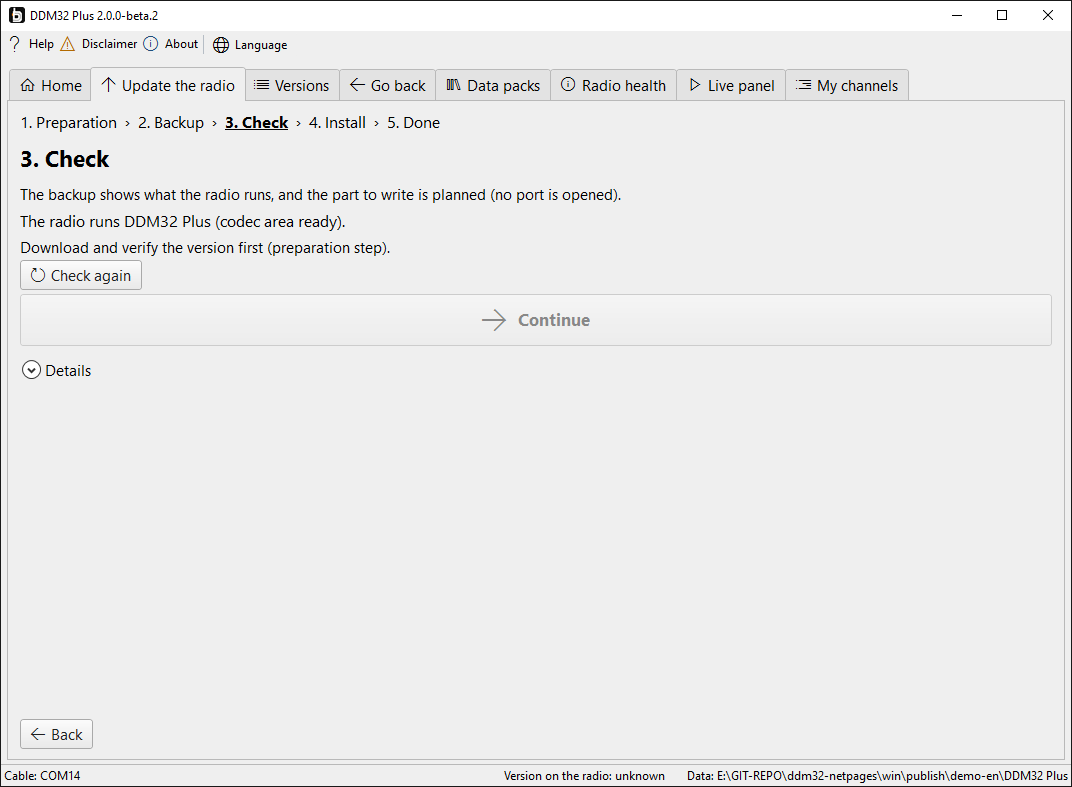 DDM32 Plus 2.0.0-beta.2
? Help Disclaimer About Language
Home Update the radio Versions Go back Data packs Radio health Live panel My channels
1. Preparation › 2. Backup › 3. Check › 4. Install › 5. Done
3. Check
The backup shows what the radio runs, and the part to write is planned (no port is opened).
The radio runs DDM32 Plus (codec area ready).
Download and verify the version first (preparation step).
Check again
Continue
Details
Back
Cable: COM14 Version on the radio: unknown Data: E:\GIT-REPO\ddm32-netpages\win\publish\demo-en\DDM32 Plus